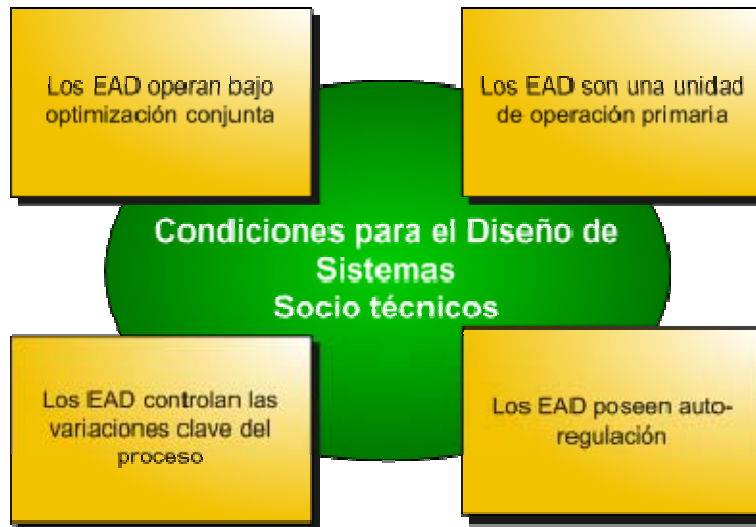 Los EAD operan bajo
optimización conjunta
Los EAD son una unidad
de operación primaria
Condiciones para el Diseño de
Sistemas
Socio técnicos
Los EAD controlan las
variaciones clave del
proceso
Los EAD poseen auto-
regulación